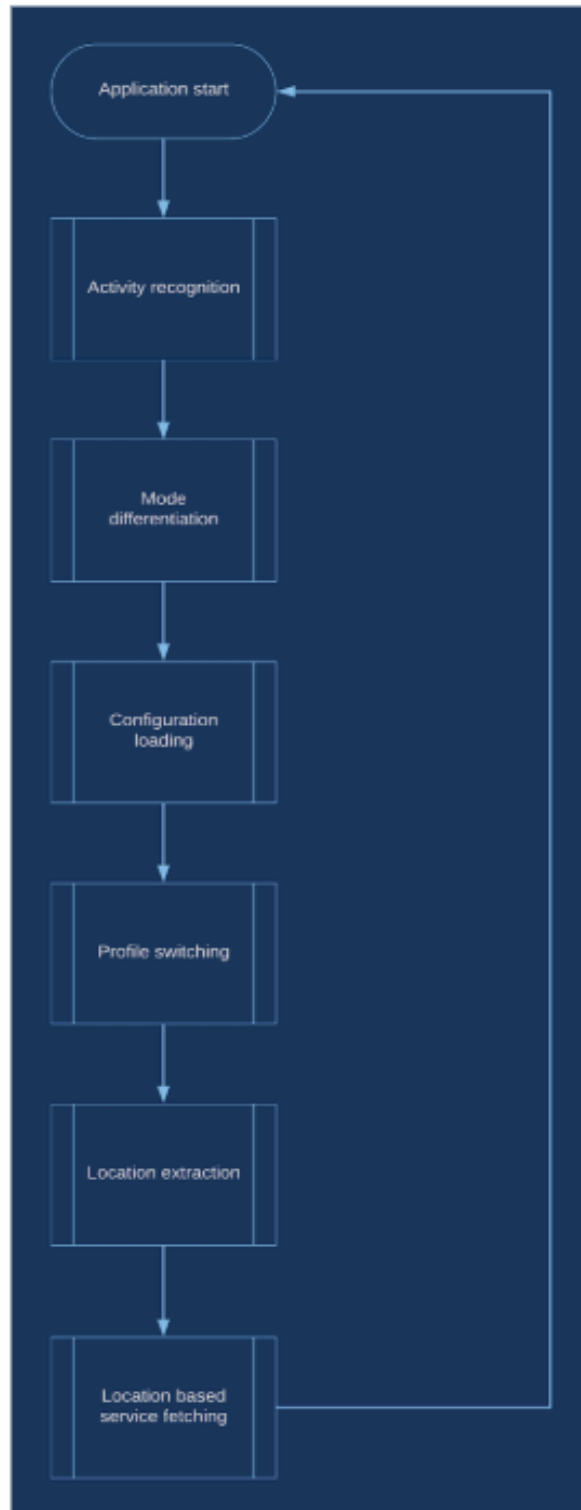 Application start
Activity recognition
Mode
differentiation
Configuration
loading
Profile switching
Location extraction
Location based
service fetching